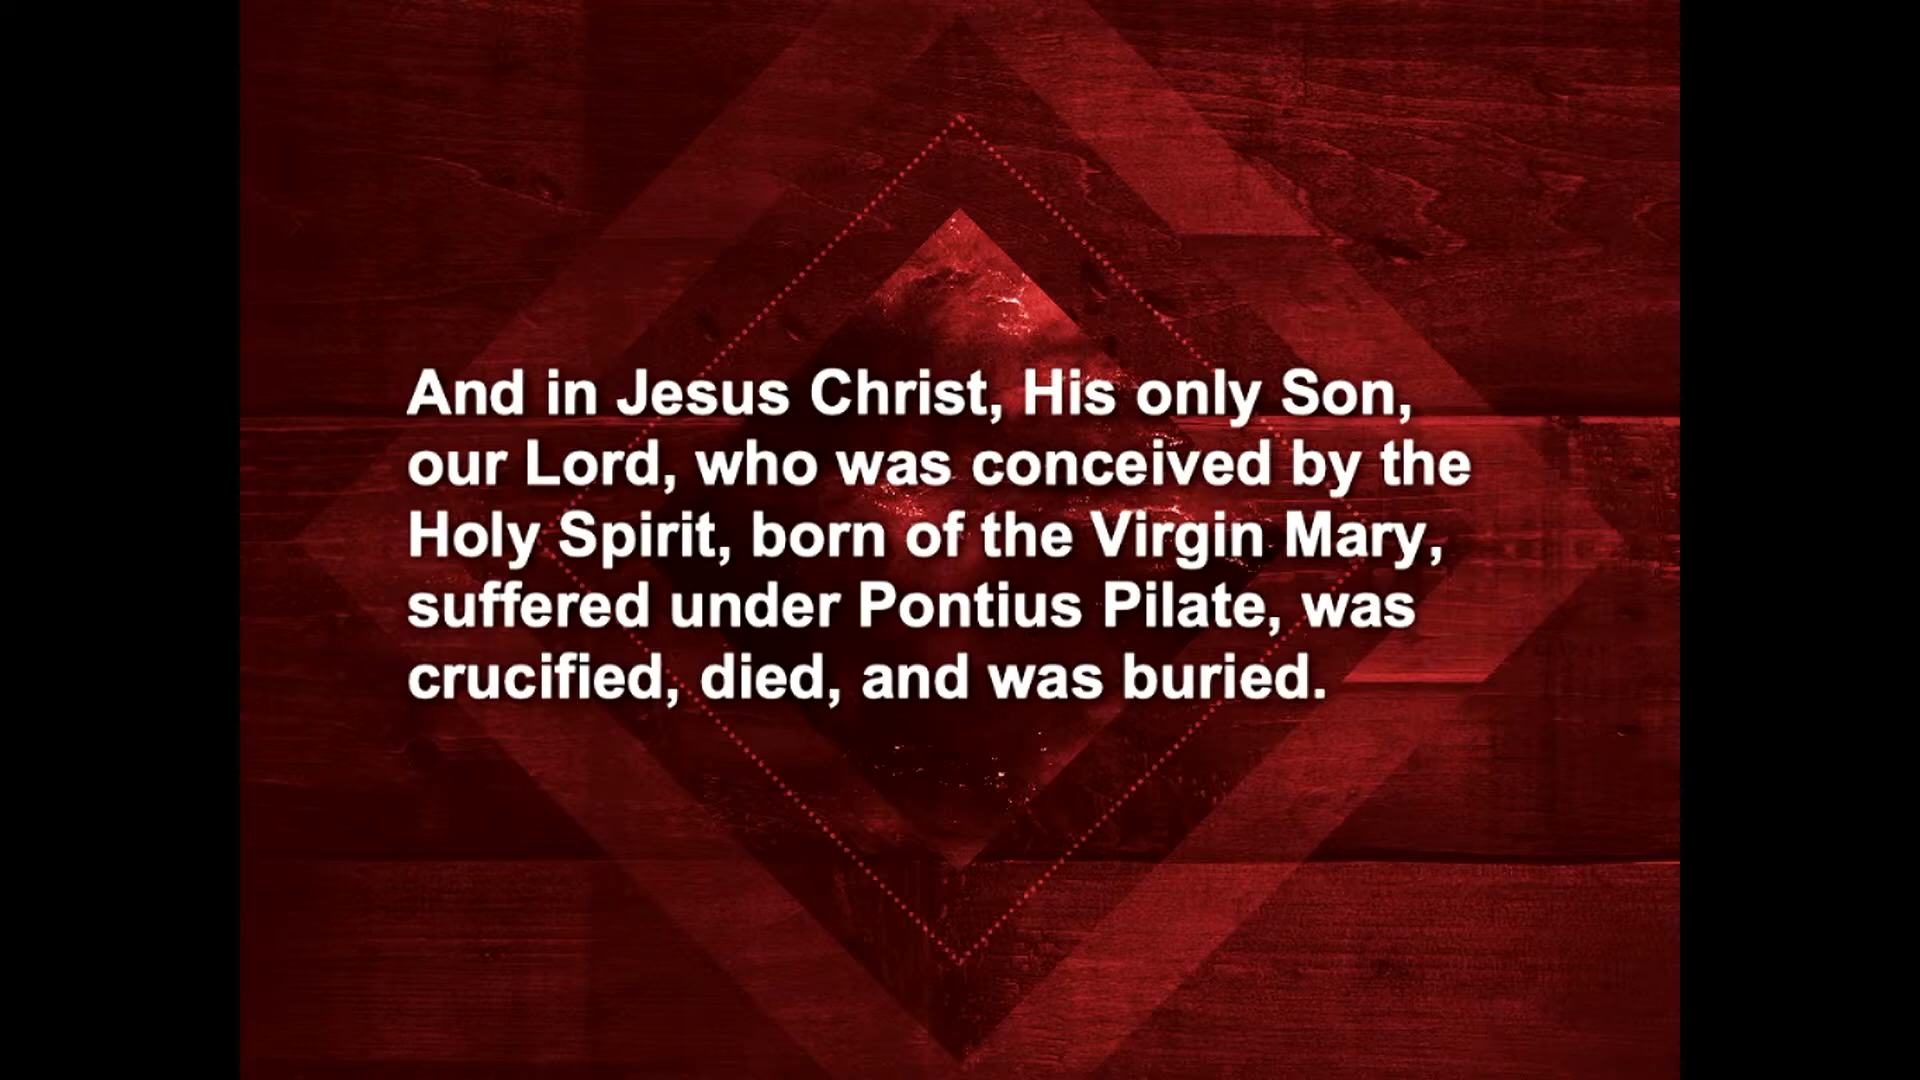 And in Jesus Christ, His only Son,
our Lord, who was conceived by the
Holy Spirit, born of the Virgin Mary,
suffered under Pontius Pilate, was
crucified, died, and was buried.